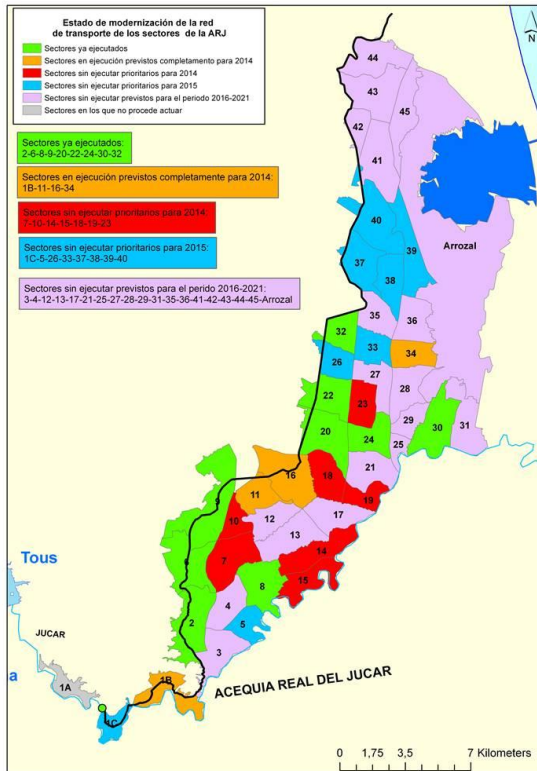 Estado de modernización de la red
de transporte de los sectores de la ARJ
Sectores ya ejecutados
Sectores en ejecución previstos completamente para 2014
Sectores sin ejecutar prioritarios para 2014
Sectores sin ejecutar prioritarios para 2015
Sectores sin ejecutar previstos para el periodo 2016-2021
Sectores en los que no procede actuar
Sectores ya ejecutados:
2-6-8-9-20-22-24-30-32
Sectores en ejecución previstos completamente para 2014:
1B-11-16-34
Sectores sin ejecutar prioritarios para 2014:
7-10-14-15-18-19-23
Sectores sin ejecutar prioritarios para 2015:
1C-5-26-33-37-38-39-40
Sectores sin ejecutar previstos para el perido 2016-2021:
3-4-12-13-17-21-25-27-28-29-31-35-36-41-42-43-44-45-Arrozal
N
44
43
45
42
41
40
39
Arrozal
37
38
35
36
32
33
34
26
27
22
23
28
29
20
24
30
31
25
16
18
21
9
11
19
10
12
17
13
14
7
8
15
Tous
4
2
5
JUCAR
3
a
1B
ACEQUIA REAL DEL JUCAR
1A
1C
0 1,75 3,5 7 Kilometers